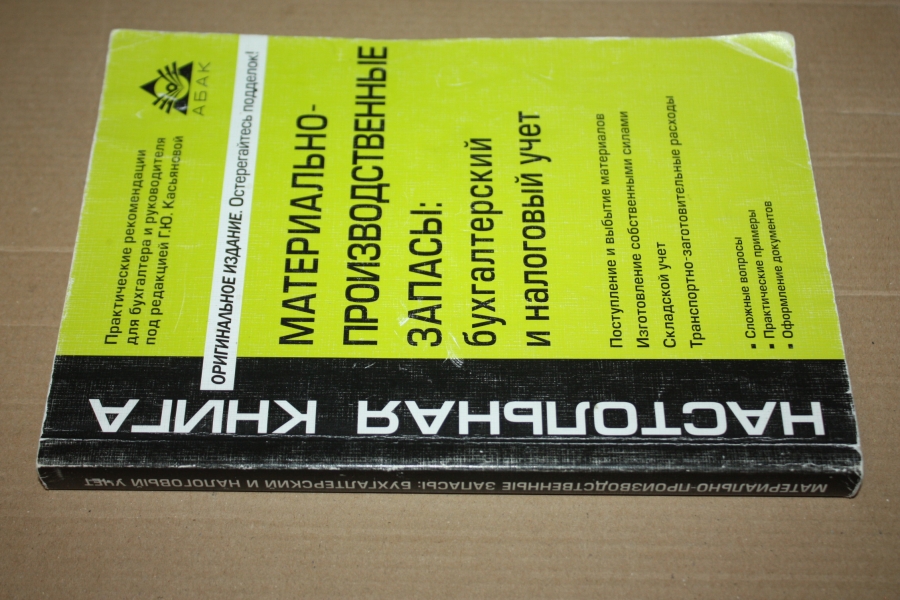 АБАК
Практические рекомендации
для бухгалтера и руководителя
под редакцией Г.Ю. Касьяновой
ОРИГИНАЛЬНОЕ ИЗДАНИЕ. Остерегайтесь подделок!
МАТЕРИАЛЬНО-
ПРОИЗВОДСТВЕННЫЕ
ЗАПАСЫ:
бухгалтерский
и налоговый учет
Поступление и выбытие материалов
Изготовление собственными силами
Складской учет
Транспортно-заготовительные расходы
▪ Сложные вопросы
▪ Практические примеры
▪ Оформление документов
НАСТОЛЬНАЯ КНИГА
МАТЕРИАЛЬНО-ПРОИЗВОДСТВЕННЫЕ ЗАПАСЫ: БУХГАЛТЕРСКИЙ И НАЛОГОВЫЙ УЧЕТ